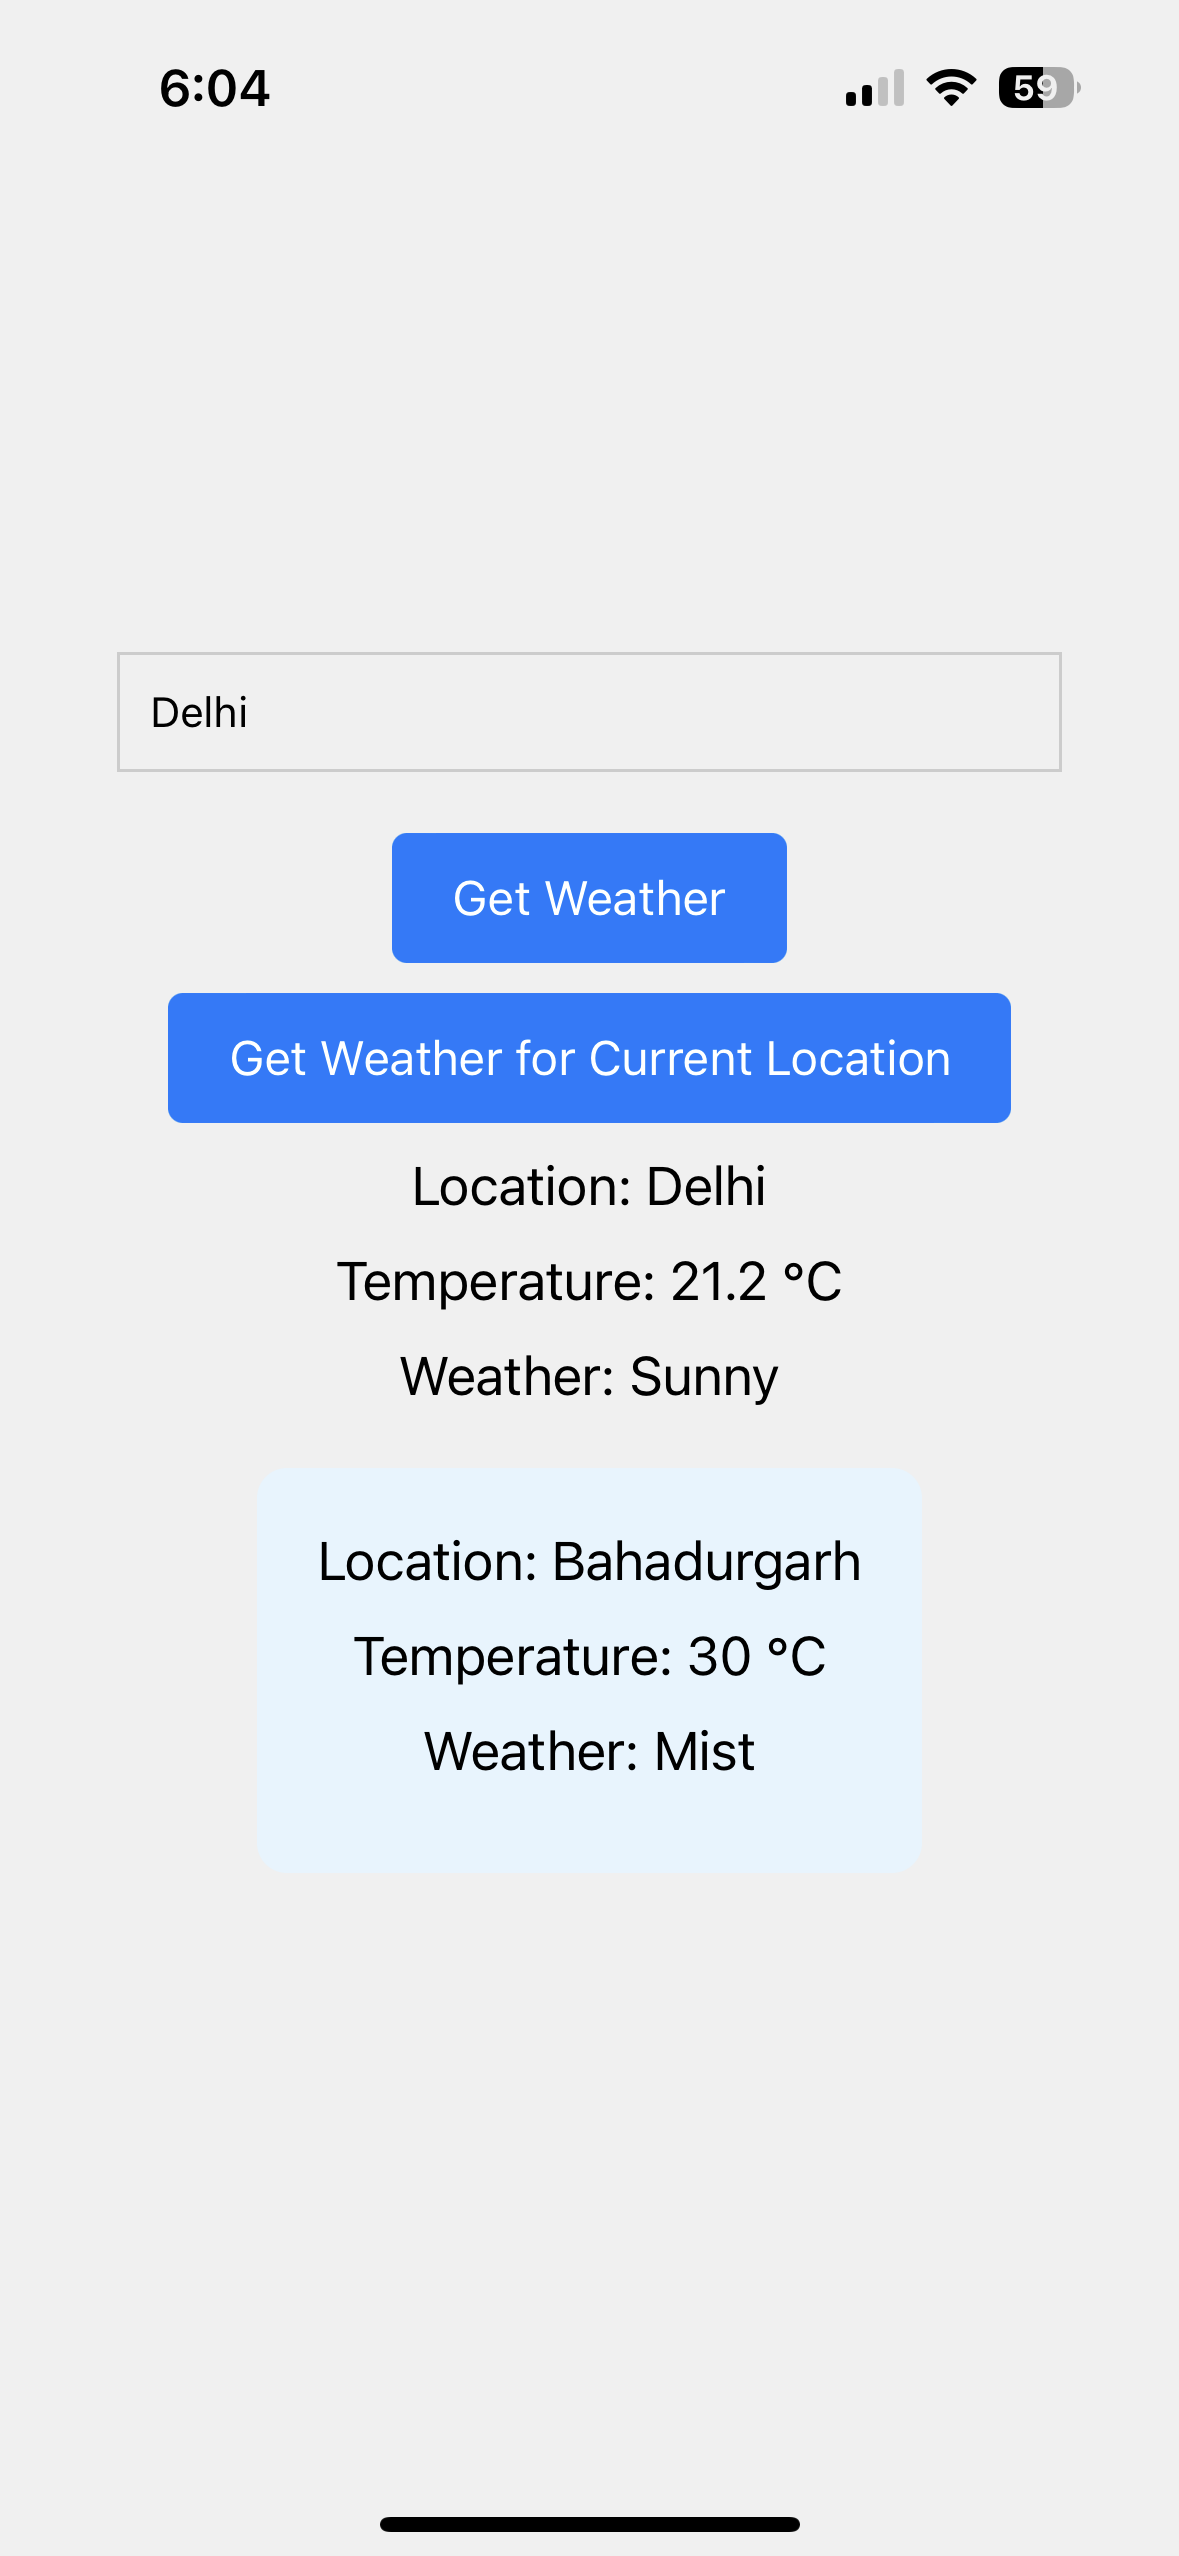 6:04
59
Delhi
Get Weather
Get Weather for Current Location
Location: Delhi
Temperature: 21.2 °C
Weather: Sunny
Location: Bahadurgarh
Temperature: 30 °C
Weather: Mist